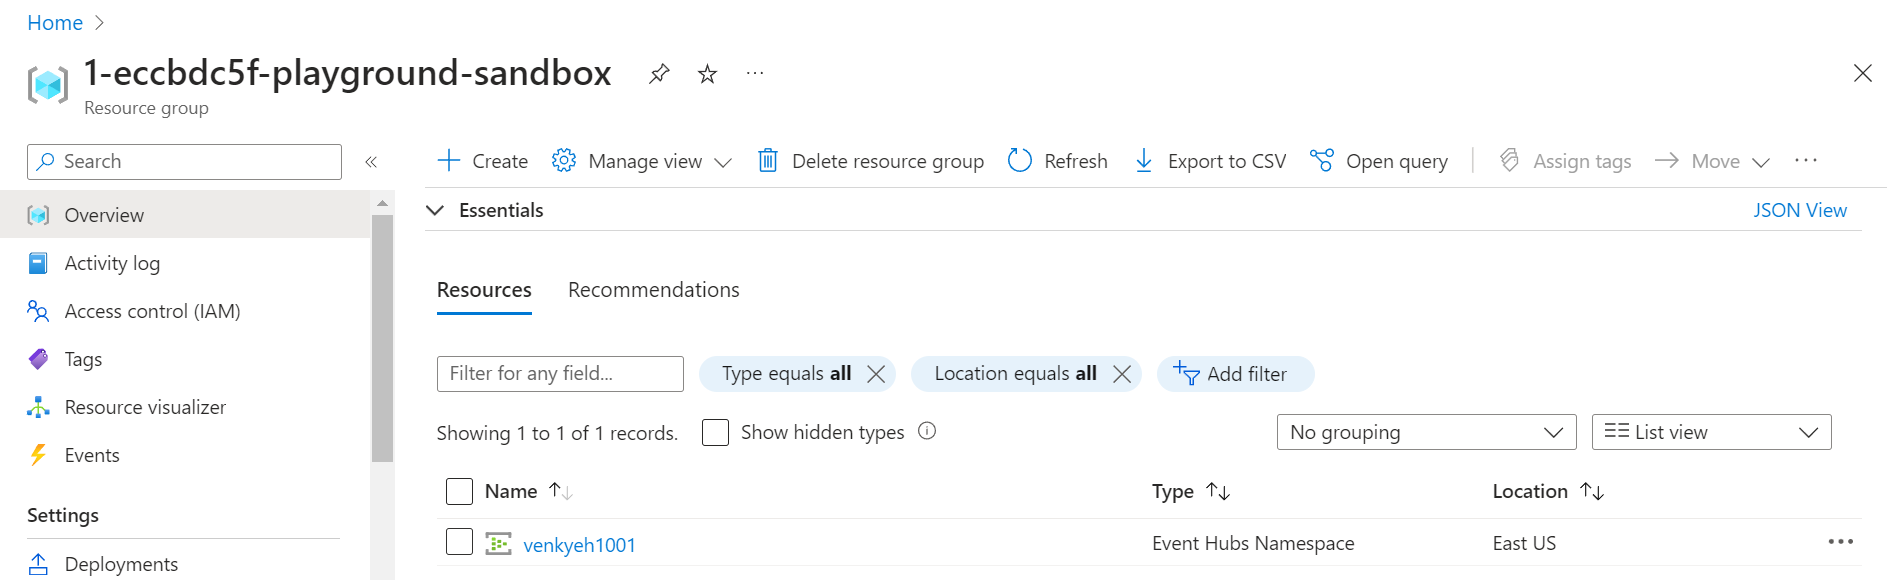 Home
1-eccbdc5f-playground-sandbox
Resource group
Search
Create
Manage view
Delete resource group
Refresh
Export to CSV
Open query
Assign tags
Move
Overview
Activity log
Access control (IAM)
Tags
Resource visualizer
Events
Settings
Deployments
Essentials
JSON View
Resources
Recommendations
Filter for any field...
Type equals all
Location equals all
Add filter
Showing 1 to 1 of 1 records.
Show hidden types
No grouping
List view
Name
Type
Location
venkyeh1001
Event Hubs Namespace
East US